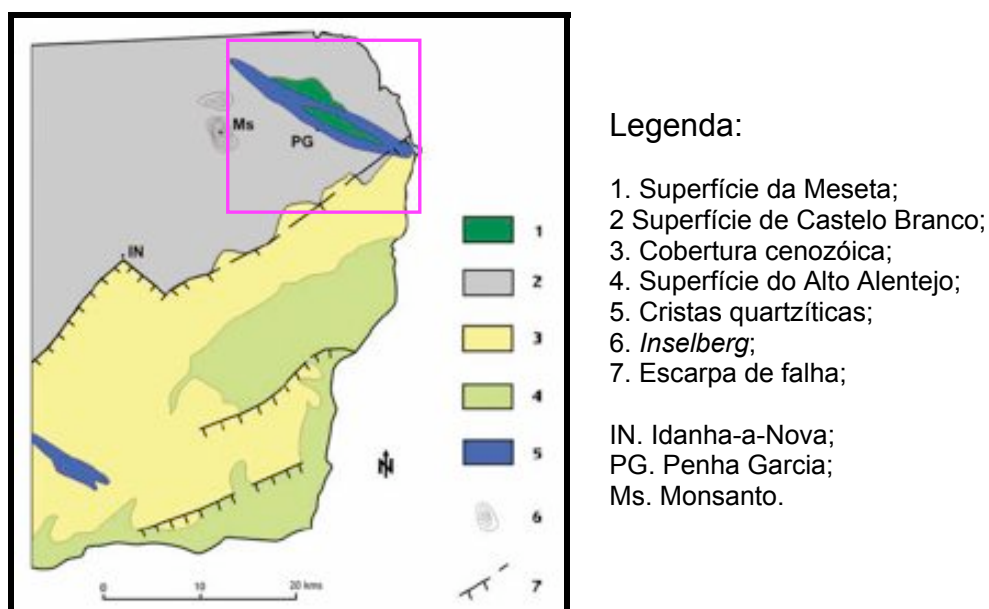 Ms
PG
IN
1
2
3
4
5
6
7
N
0 10 20 kms
Legenda:
1. Superfície da Meseta;
2 Superfície de Castelo Branco;
3. Cobertura cenozóica;
4. Superfície do Alto Alentejo;
5. Cristas quartzíticas;
6. Inselberg;
7. Escarpa de falha;
IN. Idanha-a-Nova;
PG. Penha Garcia;
Ms. Monsanto.